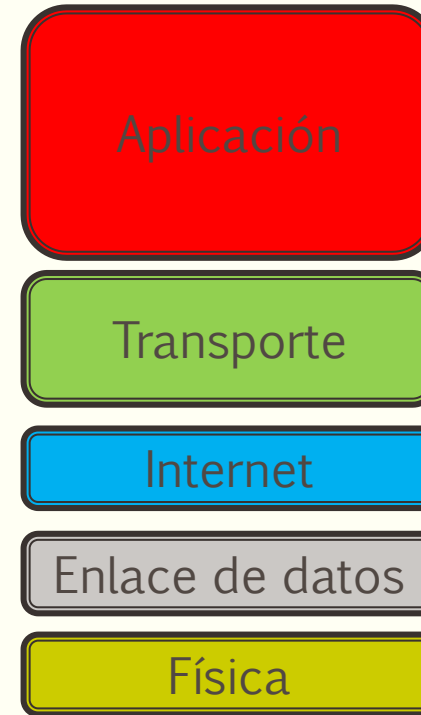 Aplicación
Transporte
Internet
Enlace de datos
Física